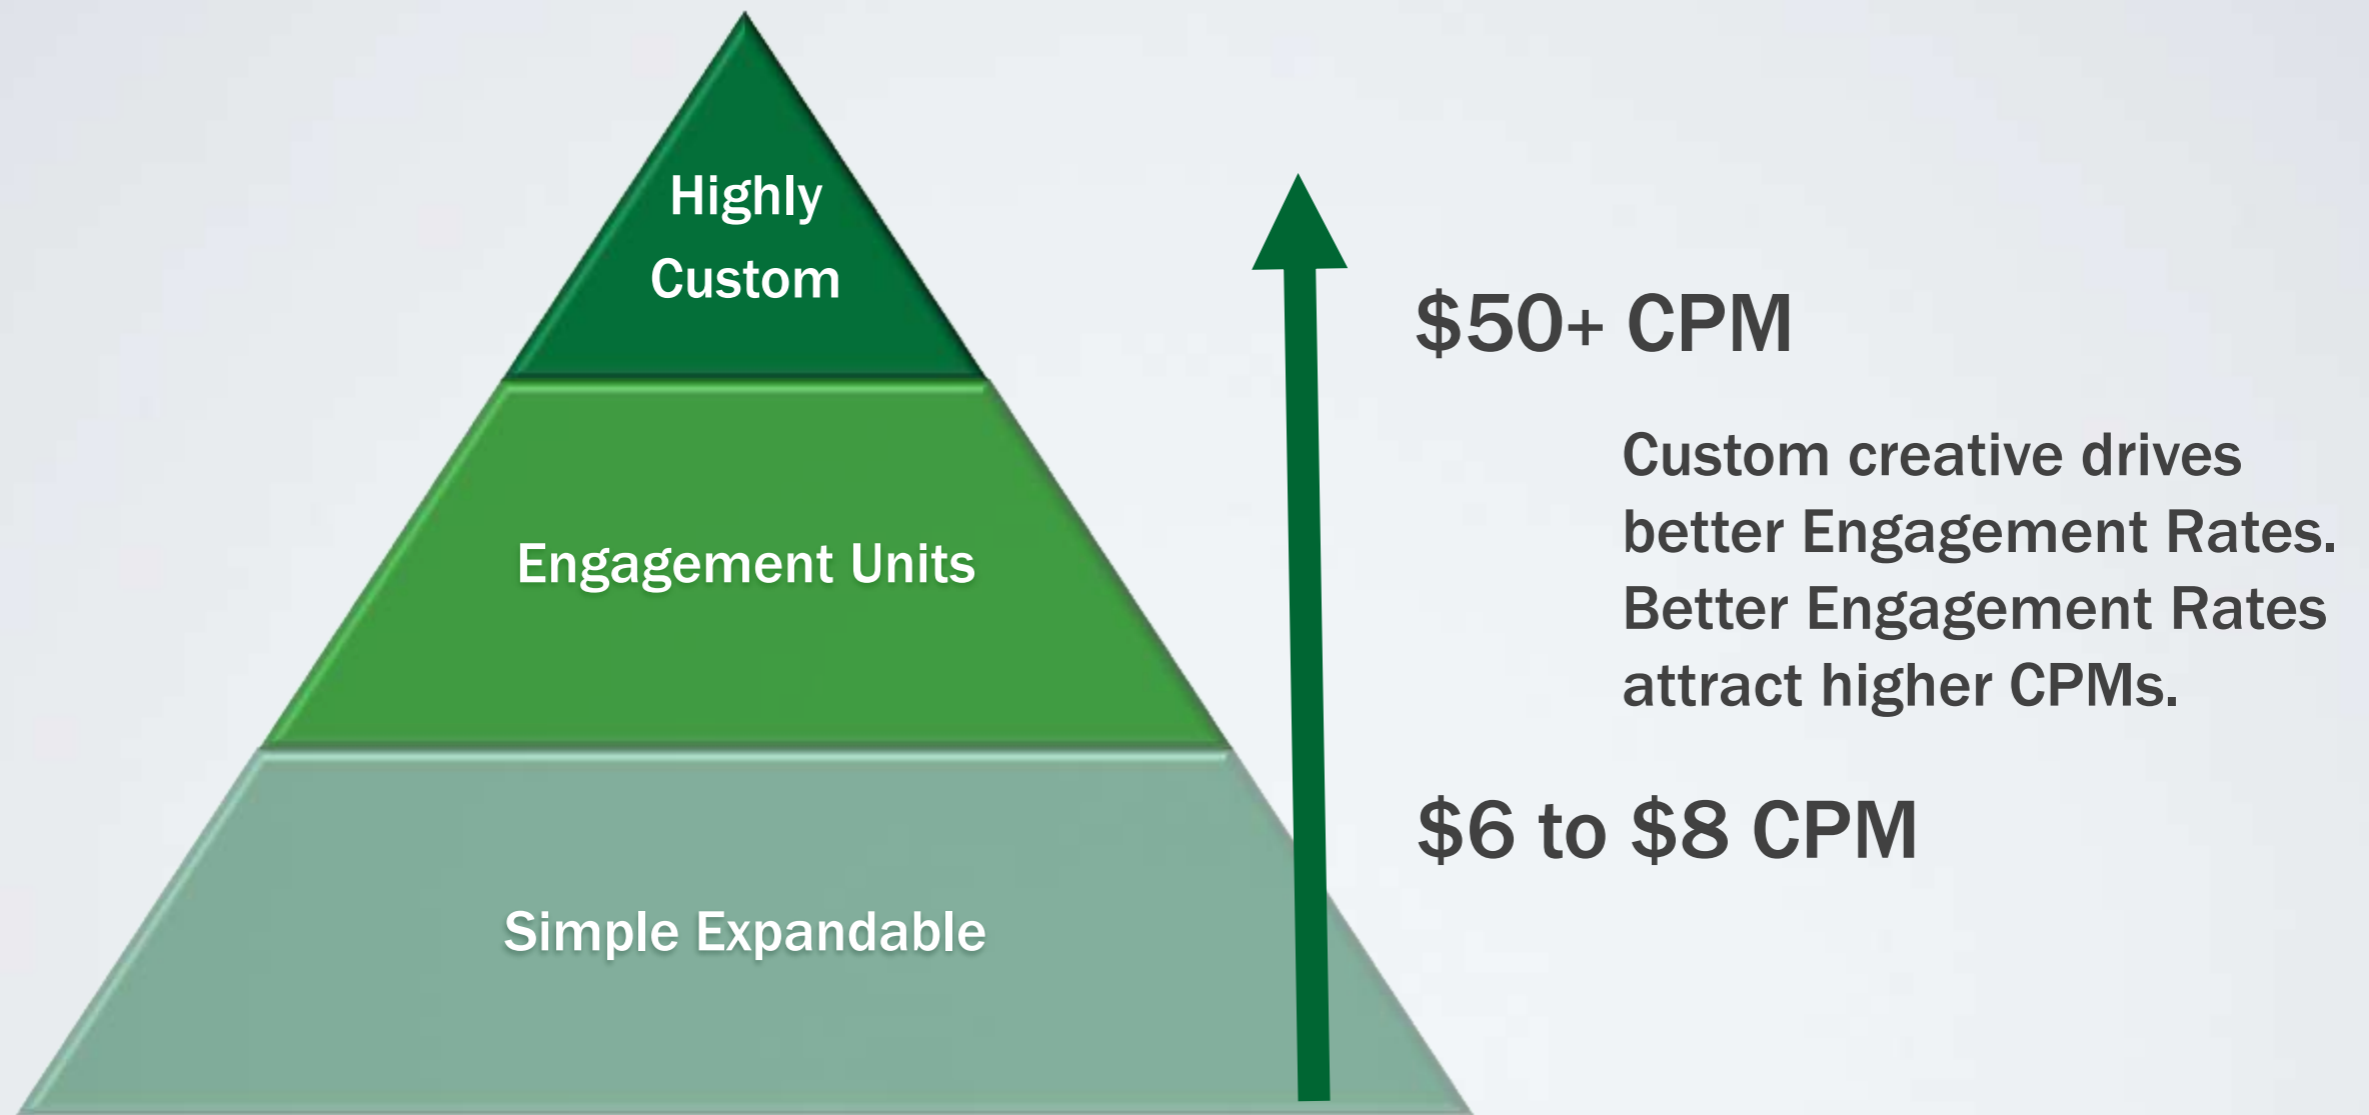 Highly
Custom
Engagement Units
Simple Expandable
$50+ CPM
Custom creative drives
better Engagement Rates.
Better Engagement Rates
attract higher CPMs.
$6 to $8 CPM